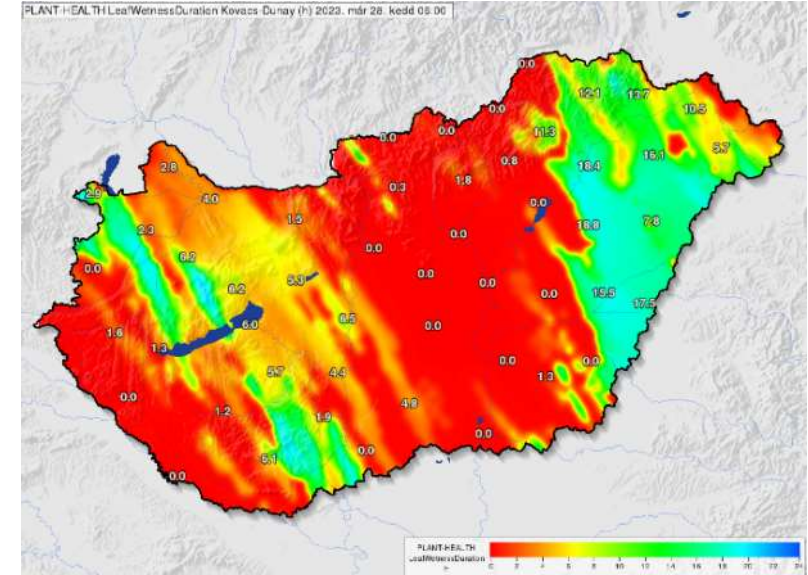 PLANT-HEALTH LeafWetnessDuration Kovacs-Dunay (h) 2023. már 28. kedd 06:00
0.0
12.1 13.7
0.0 10.5
2.8 0.0 0.0 11.3 5.7
0.8 18.4 16.1
2.9 4.0 0.3 1.8
2.3 1.5 0.0 18.8 7.8
0.0 0.0
0.0 6.2 5.3 0.0 0.0
8.2 0.0 15.5 17.5
1.6 6.0 6.5 0.0
1.3 0.0 0.0
5.7 4.4 1.3
0.0 1.2 1.9 4.8
5.1 0.0 0.0
0.0
PLANT-HEALTH
LeafWetnessDuration
h
0 2 4 6 8 10 12 14 16 18 20 22 24